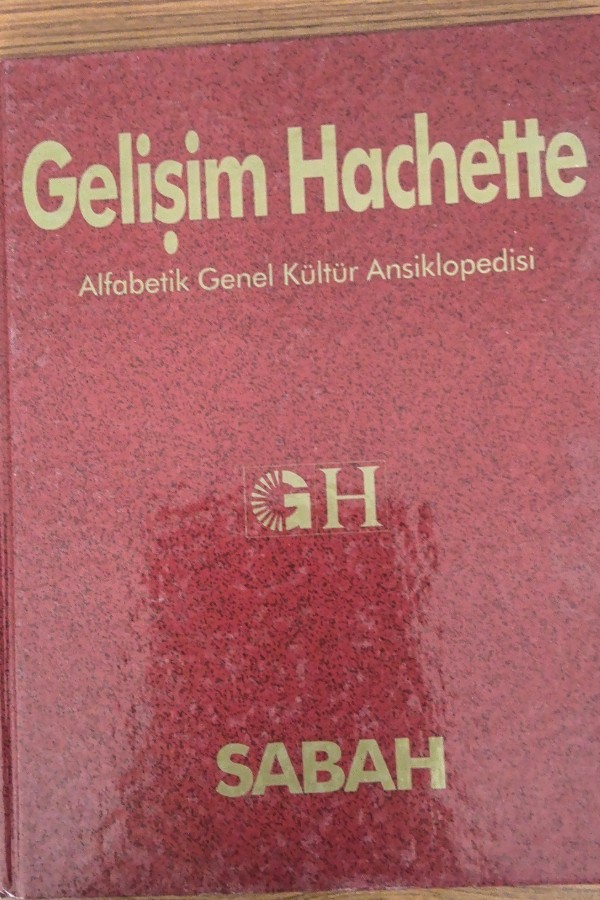 Gelişim Hachette
Alfabetik Genel Kültür Ansiklopedisi
GH
SABAH